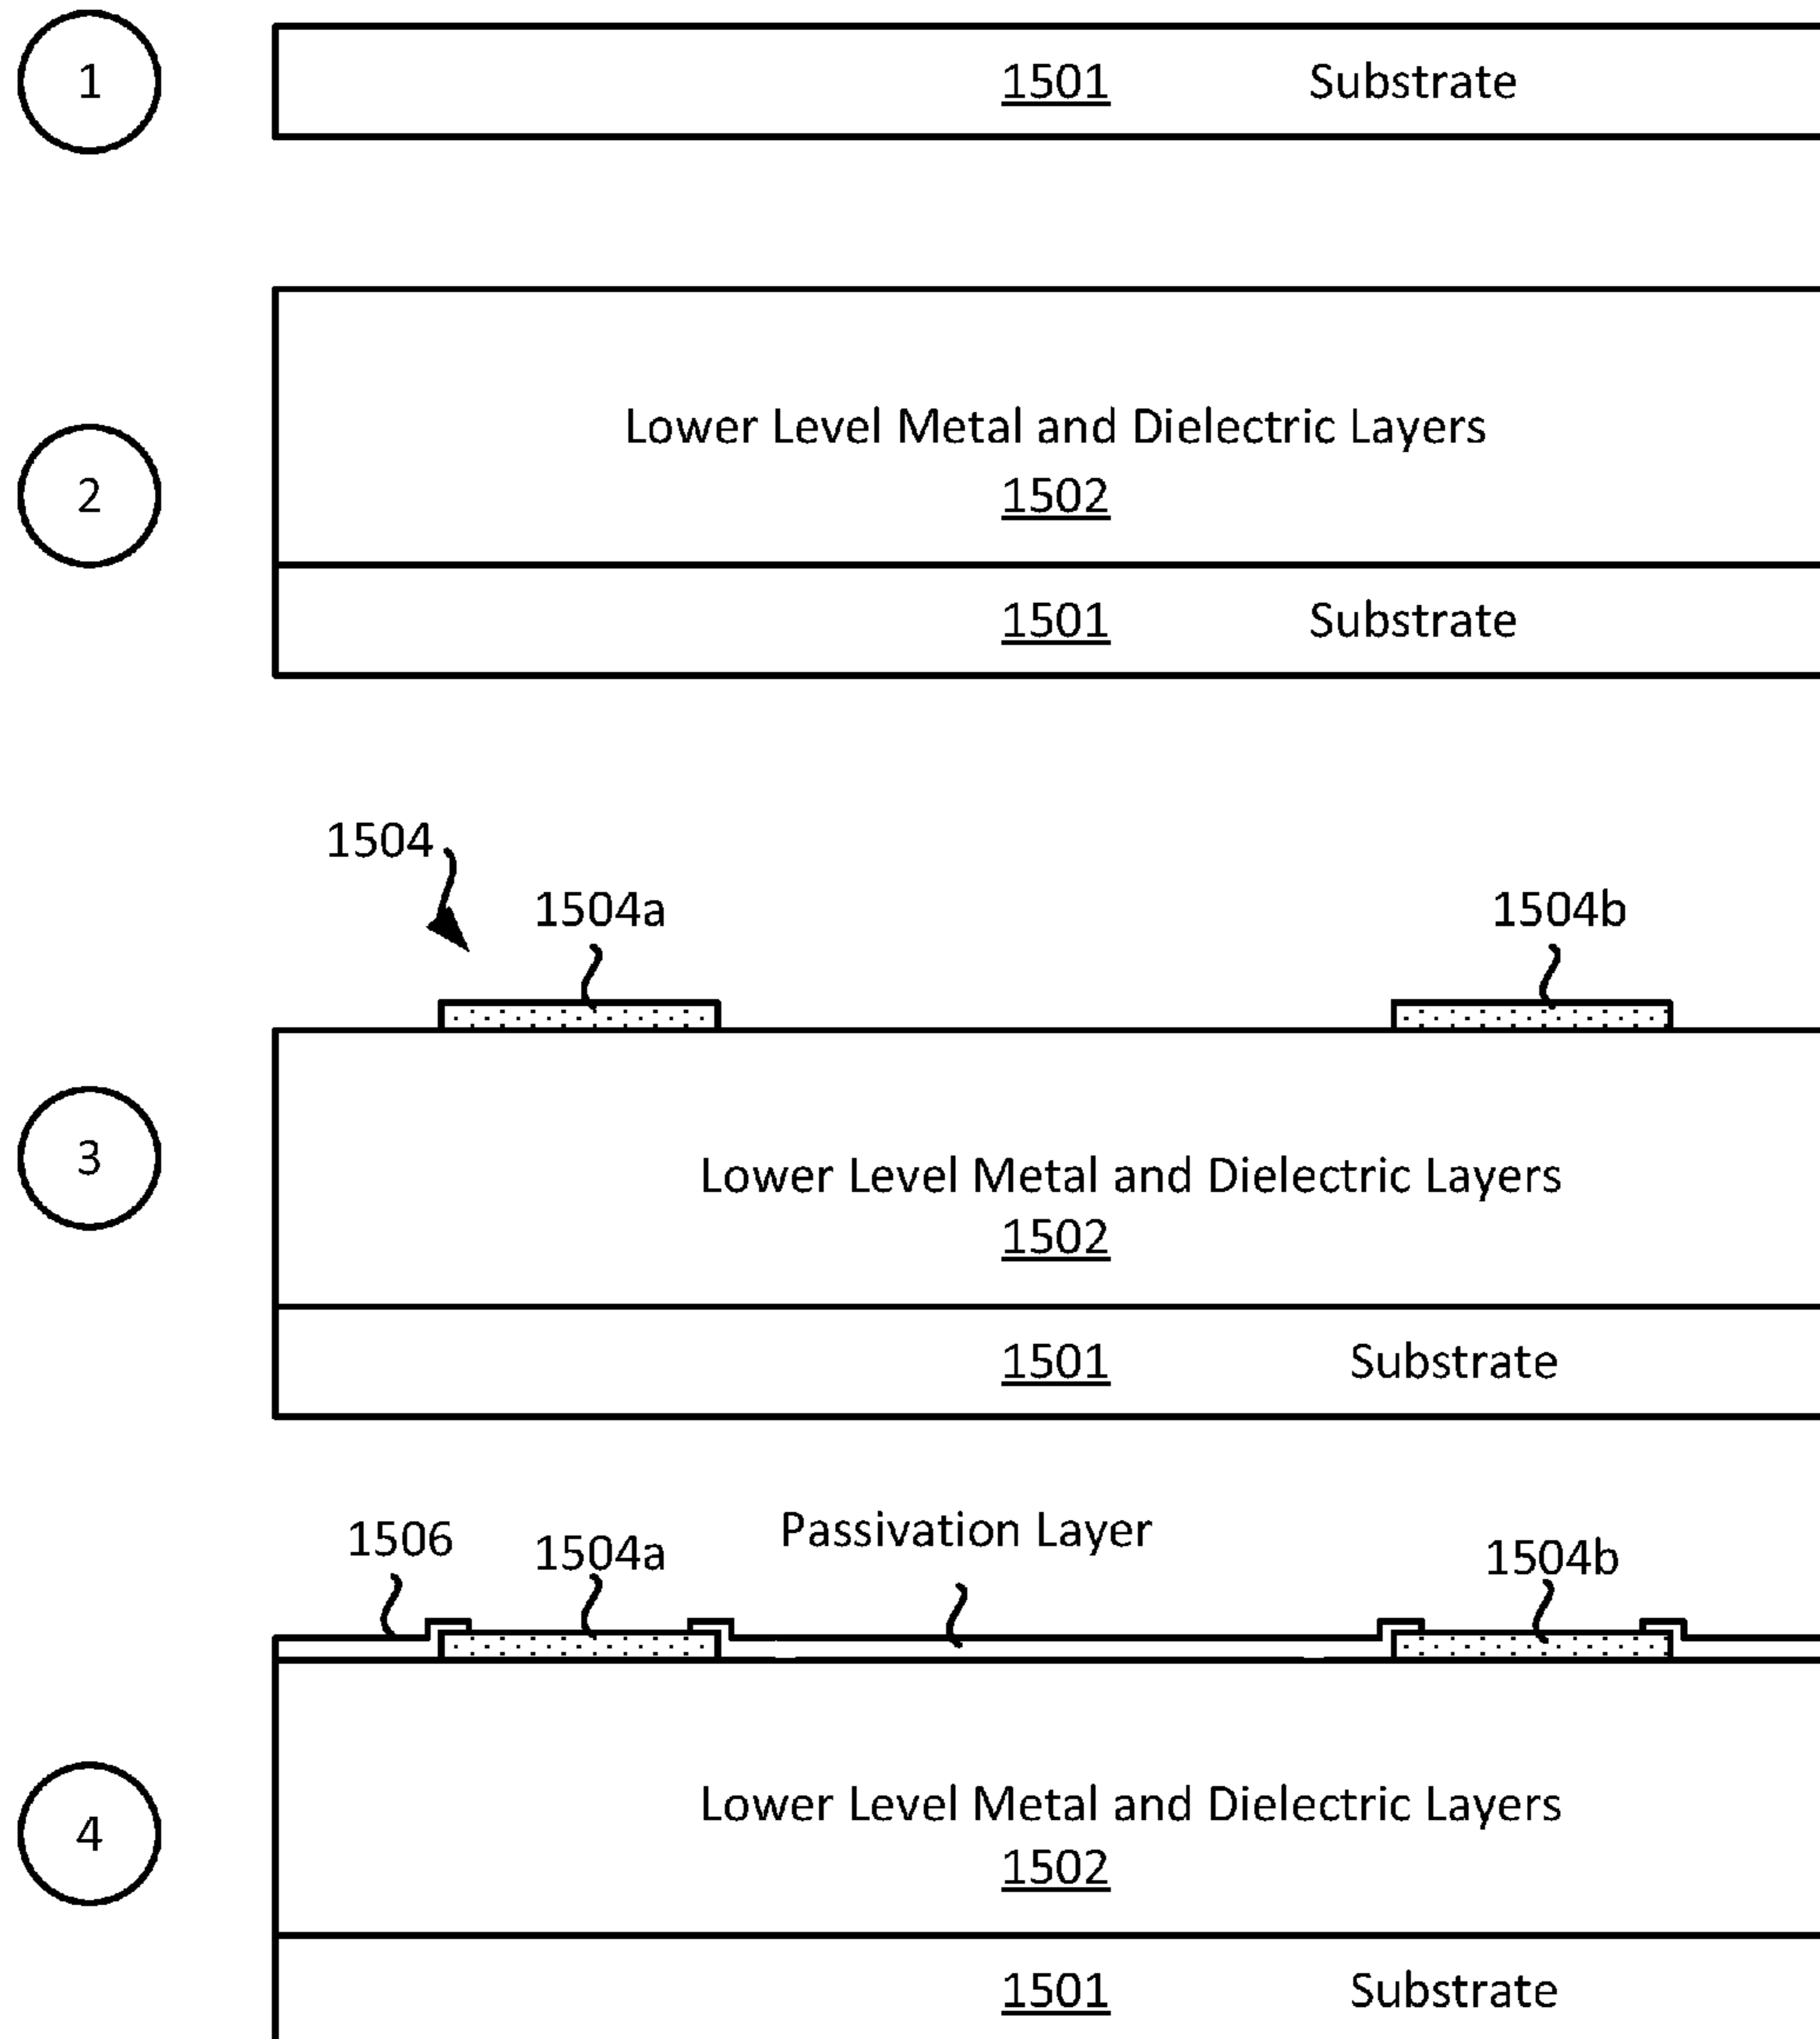 1
1501 Substrate
2
Lower Level Metal and Dielectric Layers
1502
1501 Substrate
1504
1504a
1504b
3
Lower Level Metal and Dielectric Layers
1502
1501 Substrate
1506
1504a
Passivation Layer
1504b
4
Lower Level Metal and Dielectric Layers
1502
1501 Substrate